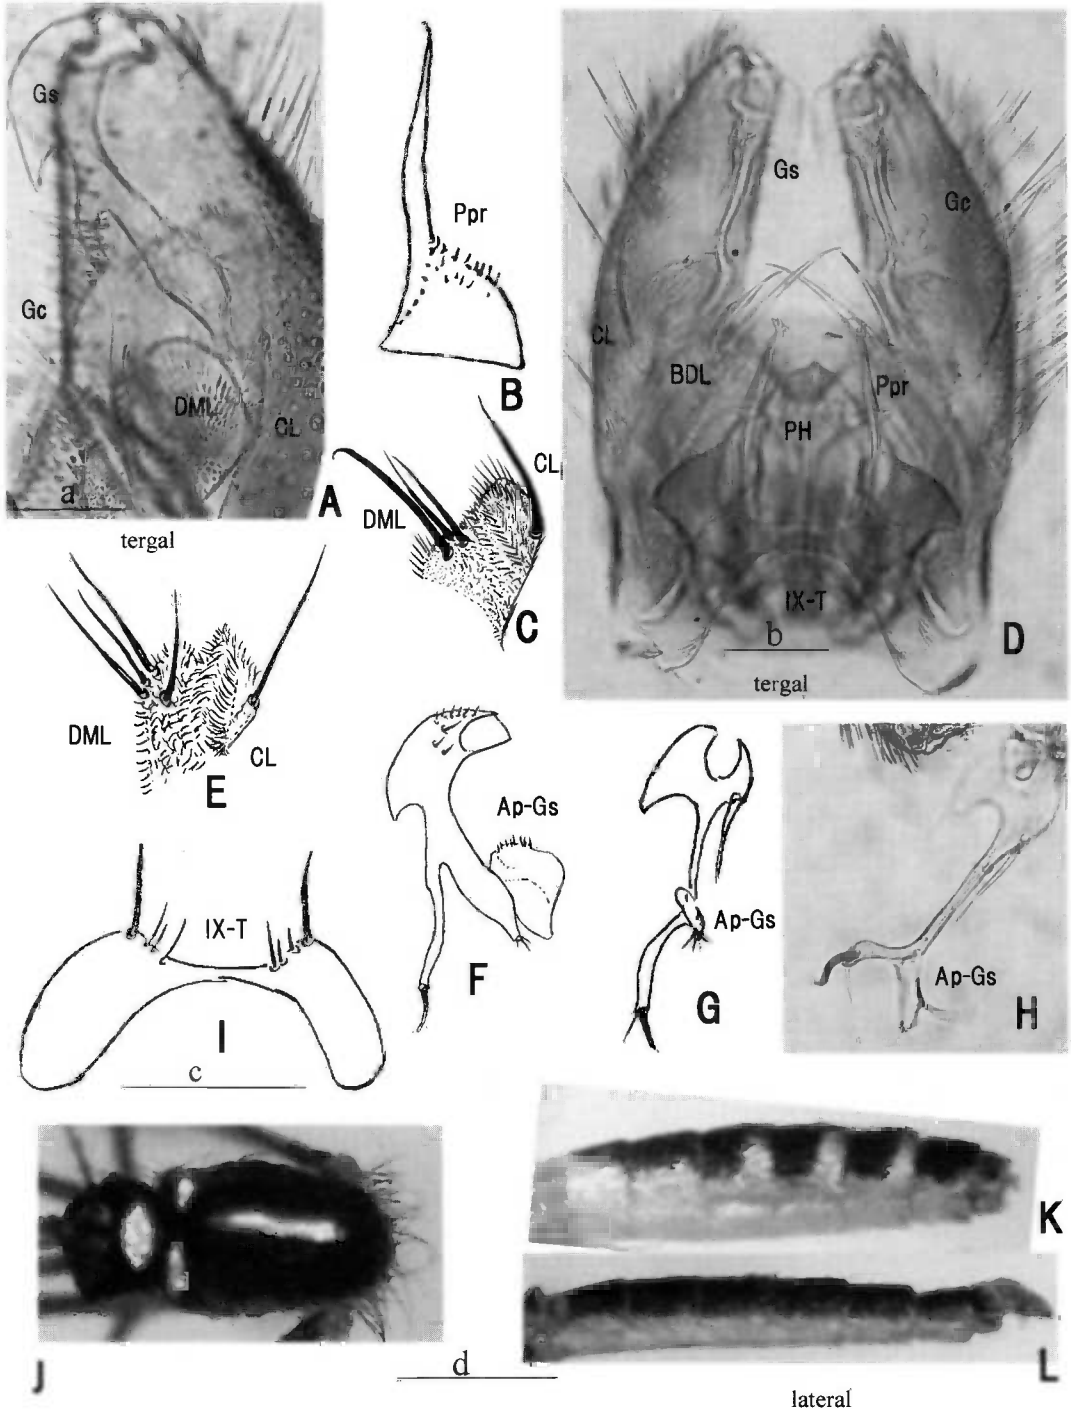 Gs
Gc
DML
CL
a
A
tergal
Ppr
B
CL
DML
C
Gs
Gc
CL
BDL
Ppr
PH
IX-T
b
D
tergal
DML
CL
E
Ap-Gs
F
Ap-Gs
G
Ap-Gs
H
IX-T
I
c
J
d
K
L
lateral